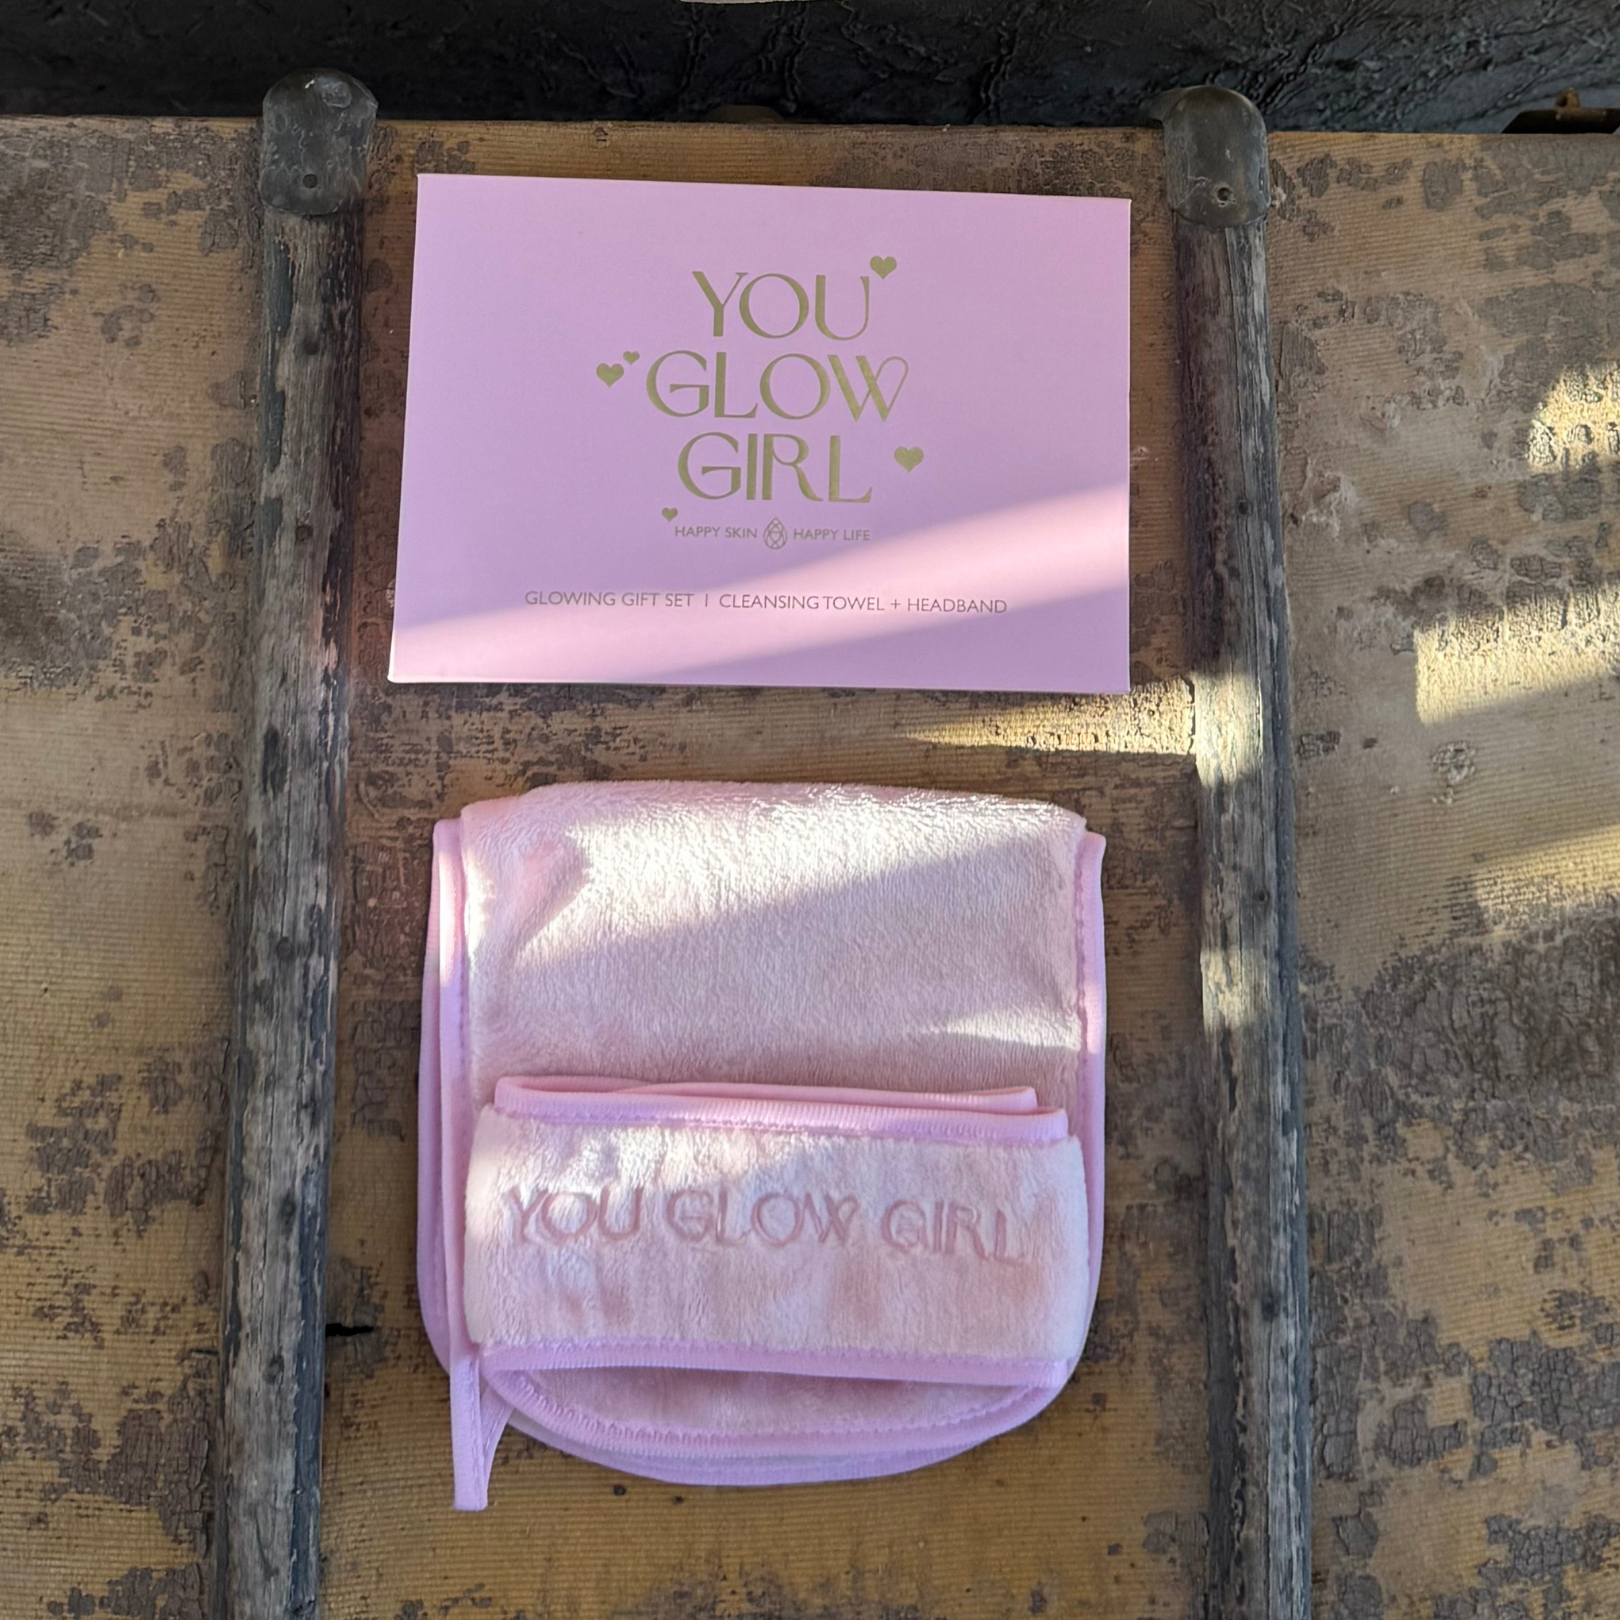 YOU
GLOW
GIRL
HAPPY SKIN HAPPY LIFE
GLOWING GIFT SET | CLEANSING TOWEL + HEADBAND
YOU GLOW GIRL